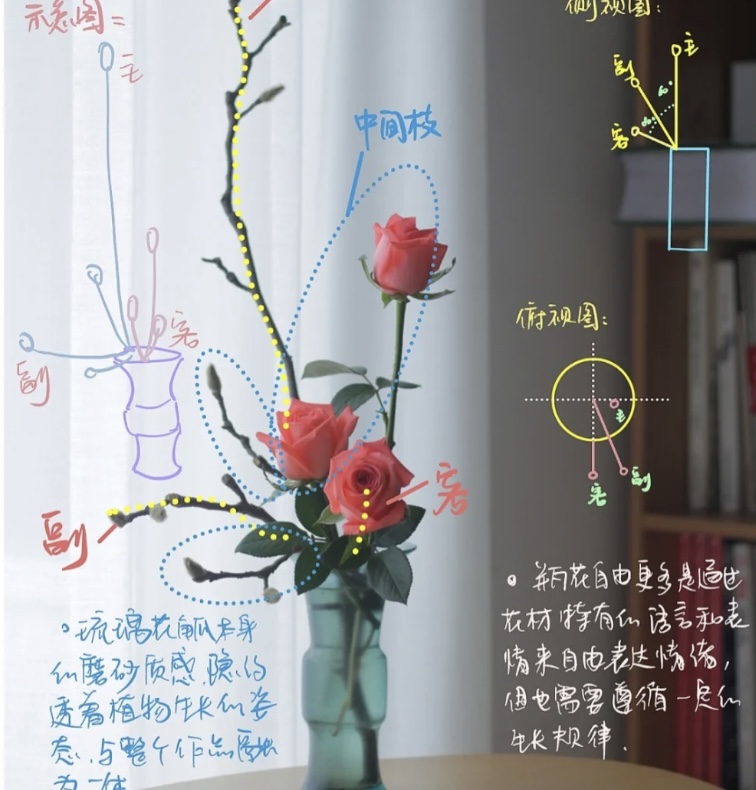 示意图=
主
副
客
中间枝
副
客
侧视图:
主
副
客
俯视图:
主
客
副
。琉璃花觚本身
的磨砂质感,隐约
透着植物生长的姿
态,与整个作品融
为一体
。瓶花自由更多是通过
花材特有的语言和表
情来自由表达情绪,
但也需要遵循一定的
生长规律.